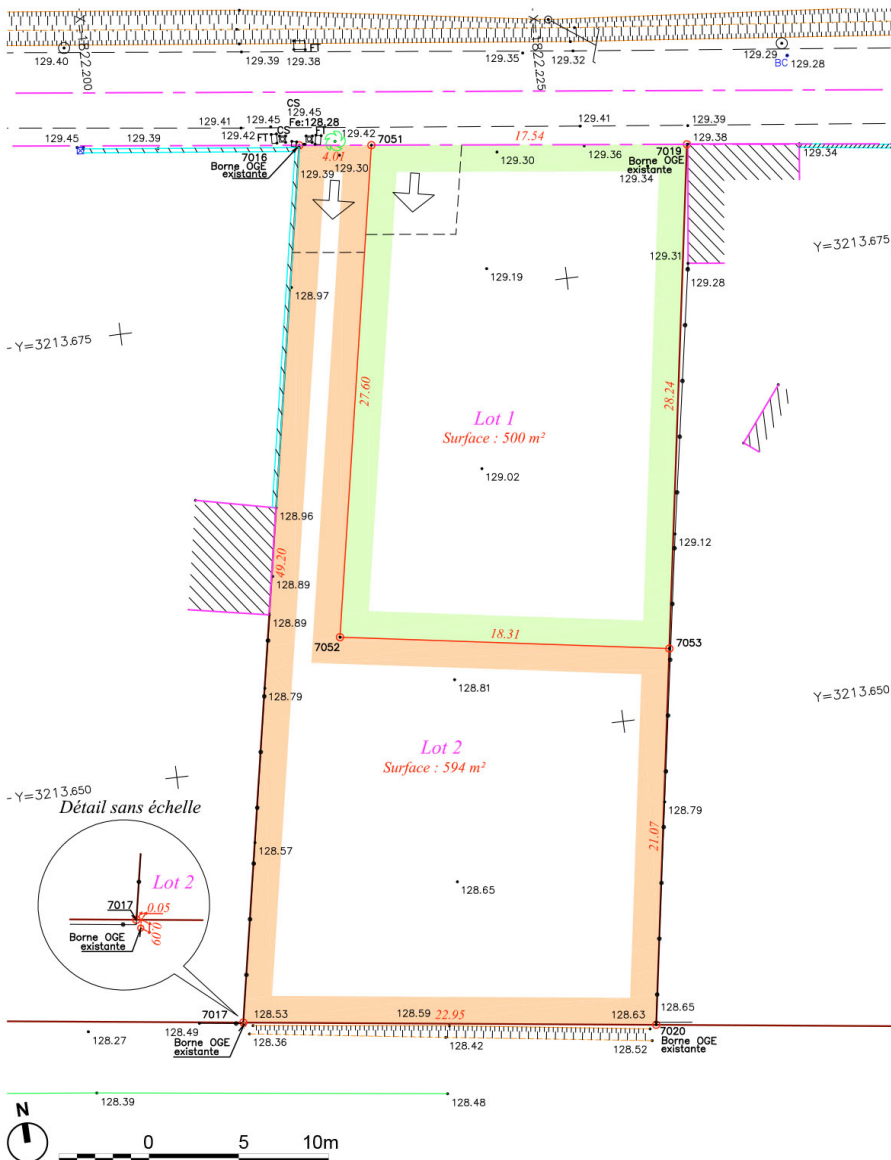 X=1822.200
X=1822.225
129.40
129.39
129.38
FT
129.35
129.32
129.29
BC
129.28
CS
129.45
129.41
129.45
Fe:128.28
129.41
129.39
129.45
129.39
129.42
FT
CS
FT
129.42
7051
17.54
129.38
7016
Borne OGE
existante
4.01
129.30
129.39
129.30
129.36
129.34
7019
Borne OGE
existante
129.34
129.31
129.28
Y=3213.675
129.19
128.97
Y=3213.675
27.60
28.24
Lot 1
Surface : 500 m²
129.02
128.96
129.12
49.20
128.89
128.89
7052
18.31
7053
128.81
128.79
Y=3213.650
Lot 2
Surface : 594 m²
Y=3213.650
128.79
Détail sans échelle
21.07
128.57
Lot 2
7017
0.05
0.09
Borne OGE
existante
128.65
128.65
7017
128.53
128.59
22.95
128.63
7020
128.27
128.49
Borne OGE
existante
128.36
128.42
128.52
Borne OGE
existante
128.39
128.48
N
0
5
10m